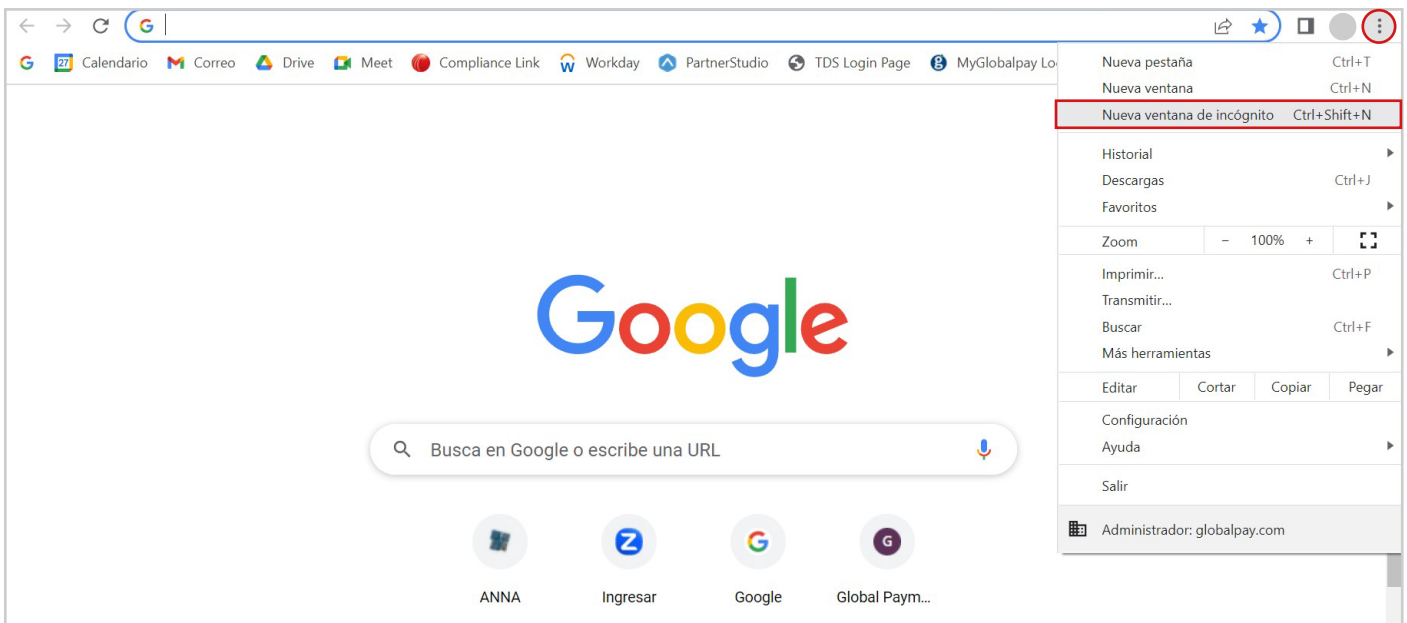 G
G 27 Calendario Correo Drive Meet Compliance Link Workday PartnerStudio TDS Login Page MyGlobalpay Lo
Nueva pestaña Ctrl+T
Nueva ventana Ctrl+N
Nueva ventana de incógnito Ctrl+Shift+N
Historial
Descargas Ctrl+J
Favoritos
Zoom - 100% +
Imprimir... Ctrl+P
Transmitir...
Buscar Ctrl+F
Más herramientas
Editar Cortar Copiar Pegar
Configuración
Ayuda
Salir
Administrador: globalpay.com
Google
Busca en Google o escribe una URL
Z G G
ANNA Ingresar Google Global Paym...